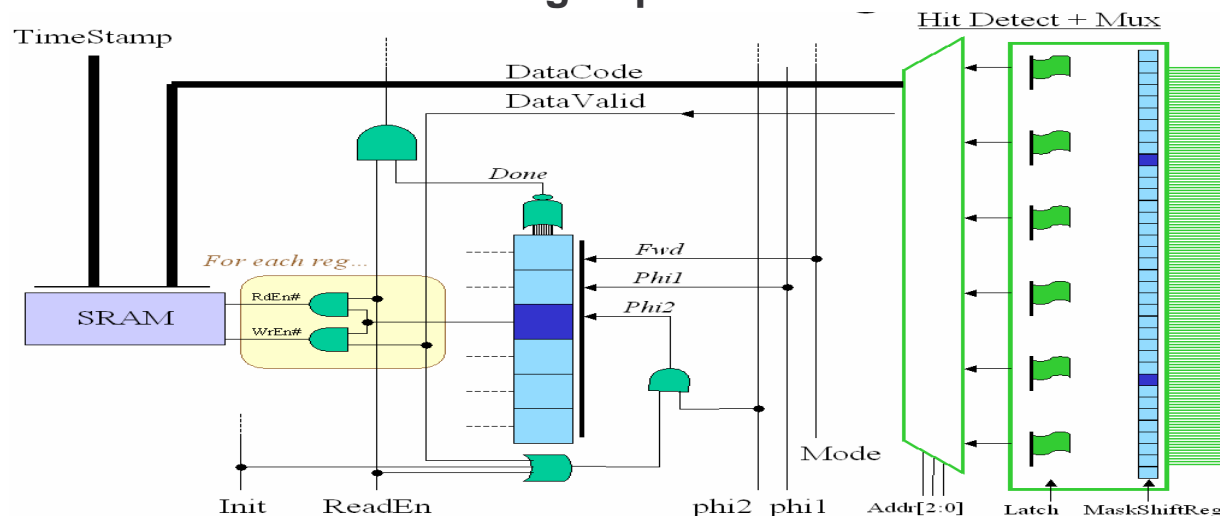 Hit Detect + Mux
TimeStamp
DataCode
DataValid
Done
Fwd
For each reg...
Phi1
RdEn#
Phi2
SRAM
WrEn#
Mode
Init
ReadEn
phi2
phi1
Addr[2:0]
Latch
MaskShiftReg